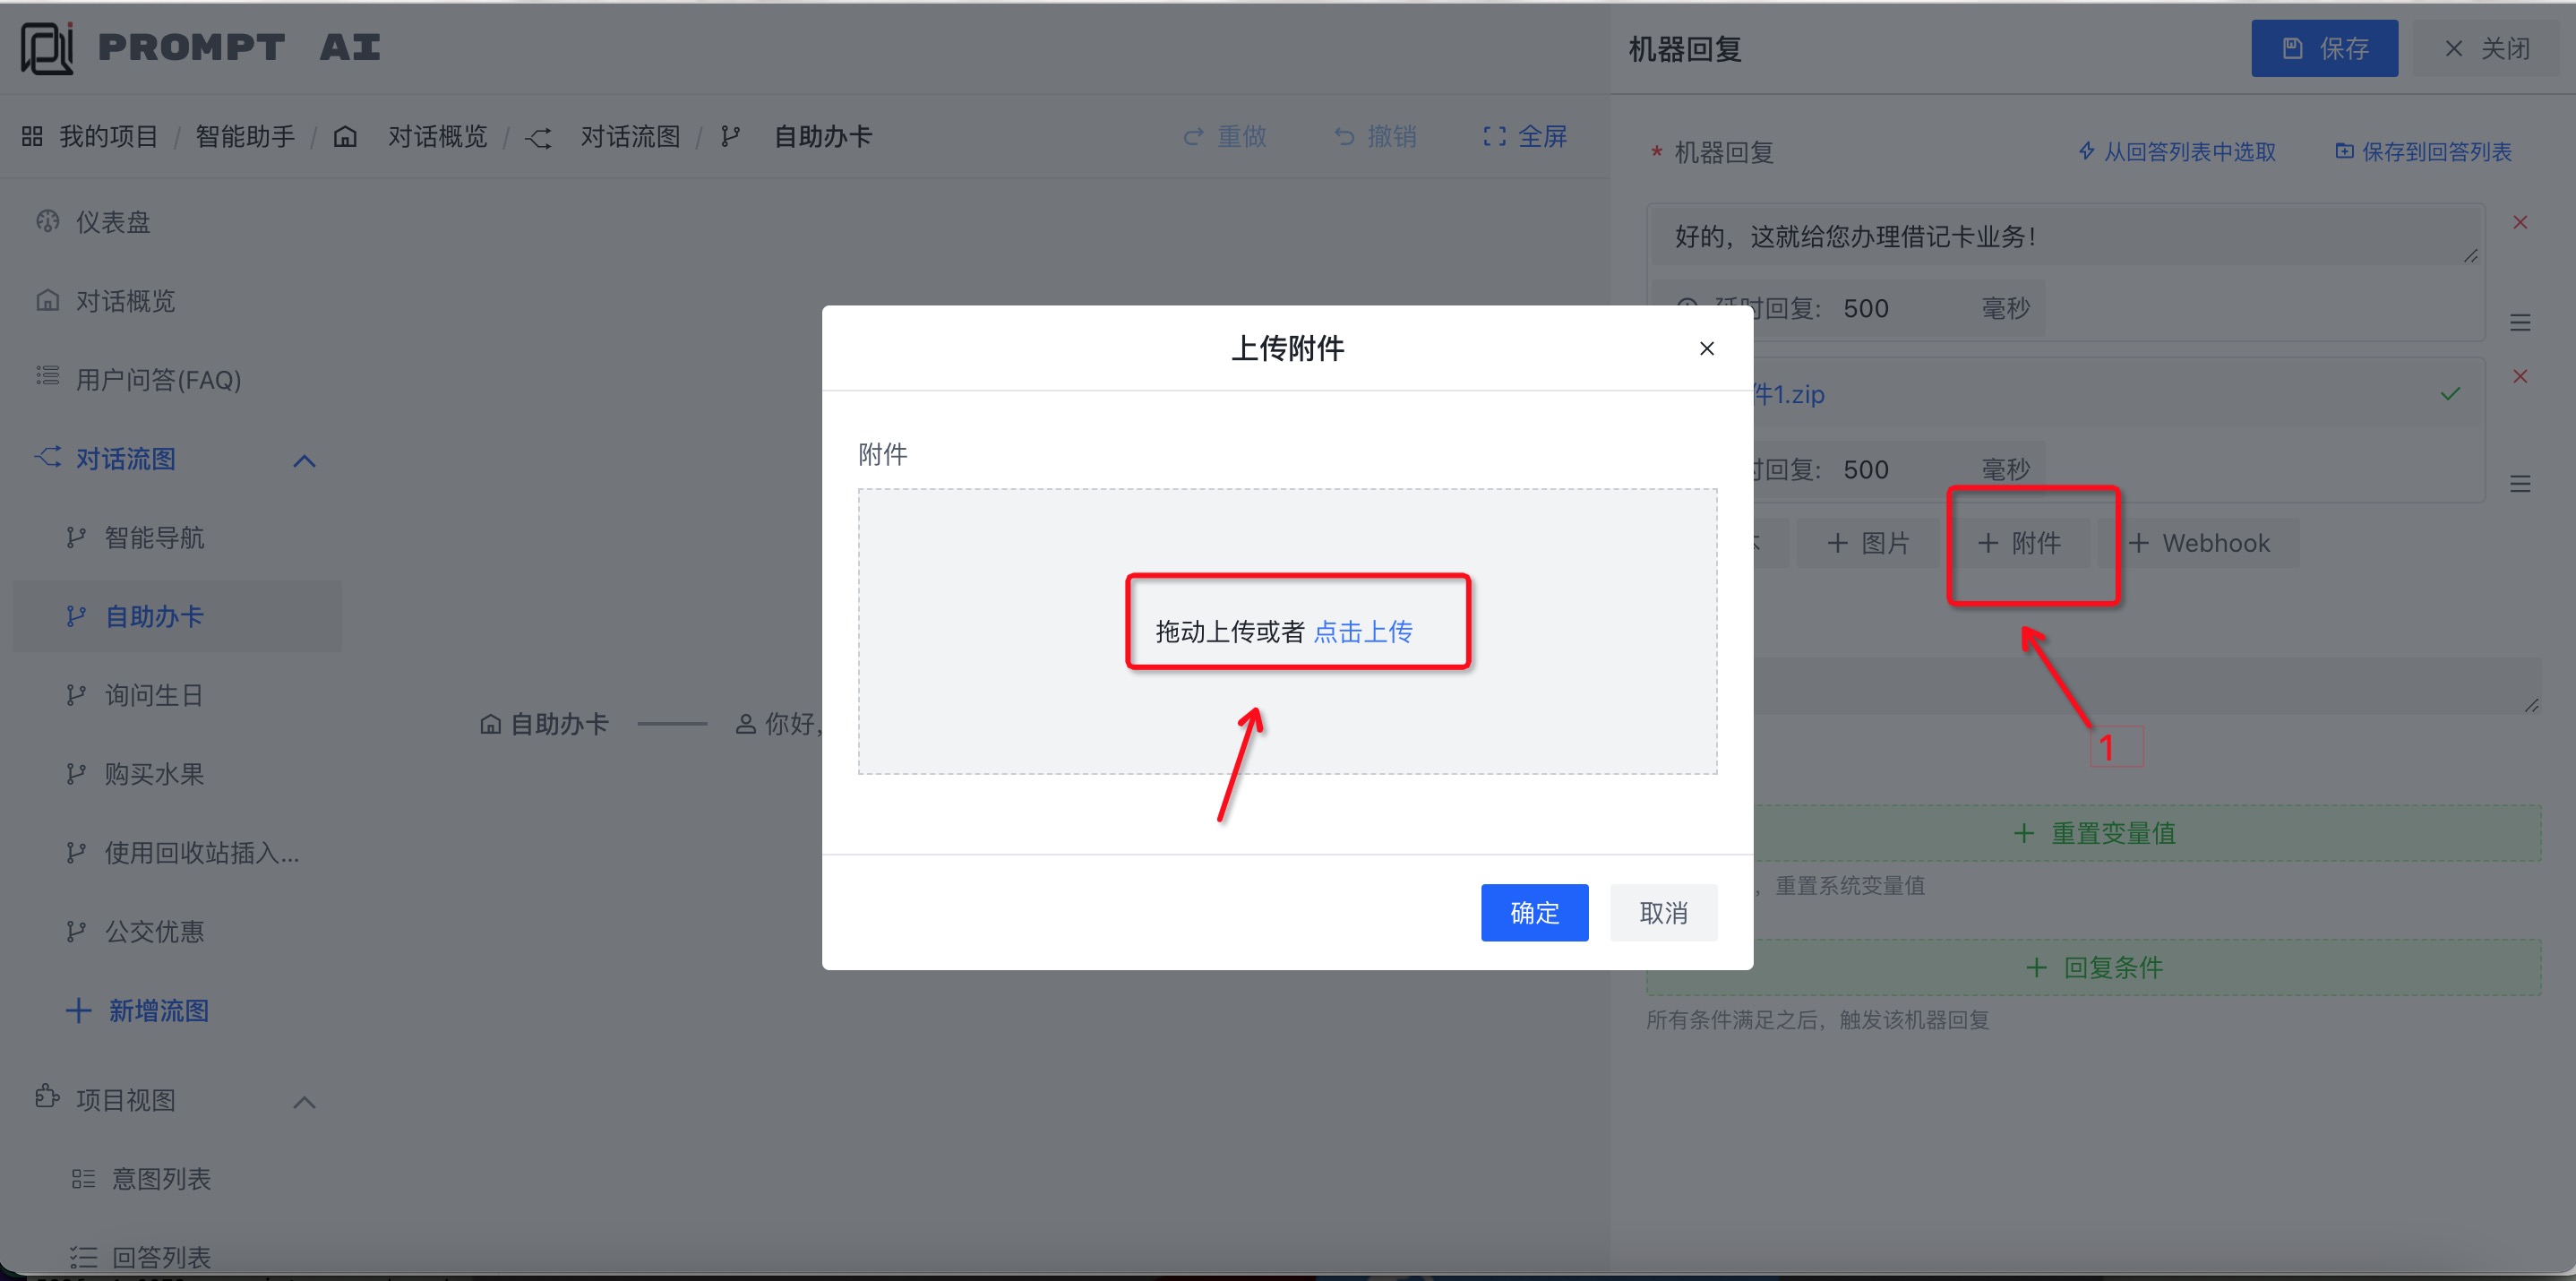 PROMPT AI
机器回复
保存
关闭
我的项目 / 智能助手 / 对话概览 / 对话流图 / 自助办卡
重做
撤销
全屏
* 机器回复
从回答列表中选取
保存到回答列表
仪表盘
对话概览
用户问答(FAQ)
对话流图
智能导航
自助办卡
询问生日
购买水果
使用回收站插入...
公交优惠
新增流图
项目视图
意图列表
回答列表
自助办卡
你好,
好的，这就给您办理借记卡业务！
延时回复: 500 毫秒
件1.zip
时回复: 500 毫秒
+ 图片
+ 附件
+ Webhook
1
+ 重置变量值
，重置系统变量值
+ 回复条件
所有条件满足之后，触发该机器回复
上传附件
附件
拖动上传或者 点击上传
确定
取消